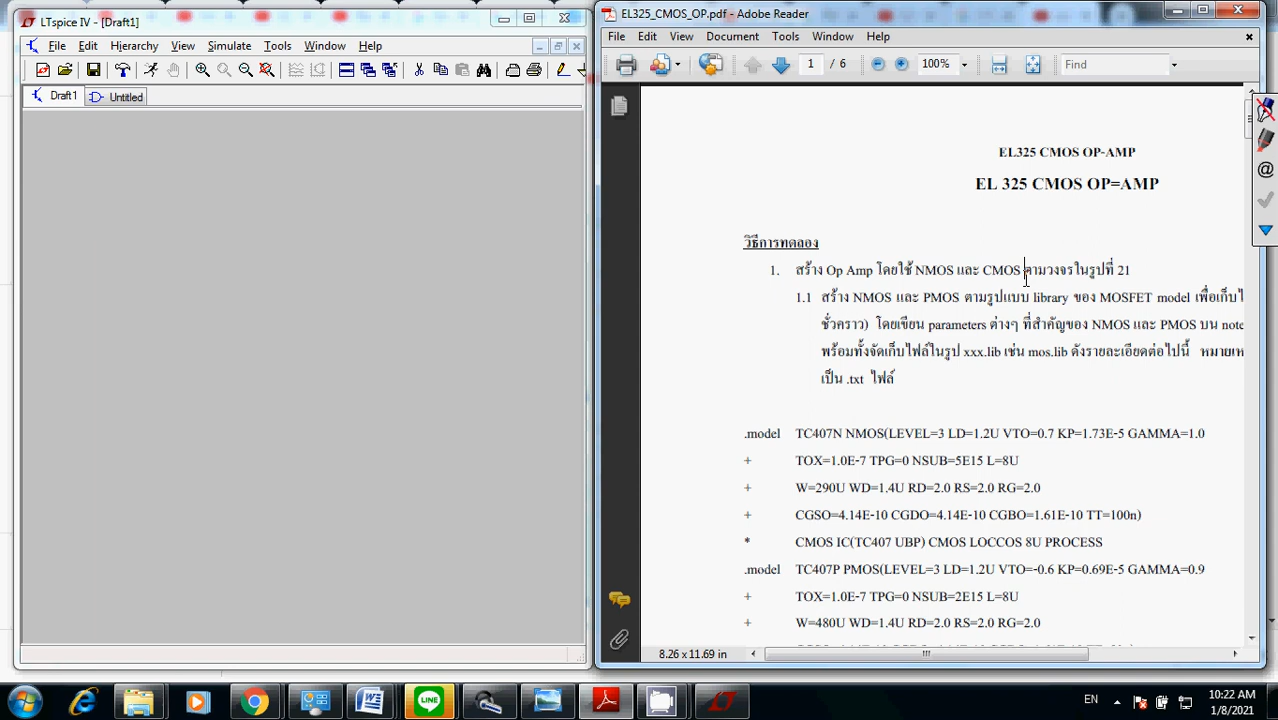 LTspice IV - [Draft1]
File Edit Hierarchy View Simulate Tools Window Help
Draft1 Untitled
EL325_CMOS_OP.pdf - Adobe Reader
File Edit View Document Tools Window Help
1 / 6 100% Find
EL325 CMOS OP-AMP
EL 325 CMOS OP=AMP
วิธีการทดลอง
1. สร้าง Op Amp โดยใช้ NMOS และ CMOS ตามวงจรในรูปที่ 21
1.1 สร้าง NMOS และ PMOS ตามรูปแบบ library ของ MOSFET model เพื่อเก็บไ
ชั่วคราว) โดยเขียน parameters ต่างๆ ที่สำคัญของ NMOS และ PMOS บน note
พร้อมทั้งจัดเก็บไฟล์ในรูป xxx.lib เช่น mos.lib ดังรายละเอียดต่อไปนี้ หมายเห
เป็น .txt ไฟล์
.model TC407N NMOS(LEVEL=3 LD=1.2U VTO=0.7 KP=1.73E-5 GAMMA=1.0
+ TOX=1.0E-7 TPG=0 NSUB=5E15 L=8U
+ W=290U WD=1.4U RD=2.0 RS=2.0 RG=2.0
+ CGSO=4.14E-10 CGDO=4.14E-10 CGBO=1.61E-10 TT=100n)
* CMOS IC(TC407 UBP) CMOS LOCCOS 8U PROCESS
.model TC407P PMOS(LEVEL=3 LD=1.2U VTO=-0.6 KP=0.69E-5 GAMMA=0.9
+ TOX=1.0E-7 TPG=0 NSUB=2E15 L=8U
+ W=480U WD=1.4U RD=2.0 RS=2.0 RG=2.0
8.26 x 11.69 in
EN
10:22 AM
1/8/2021